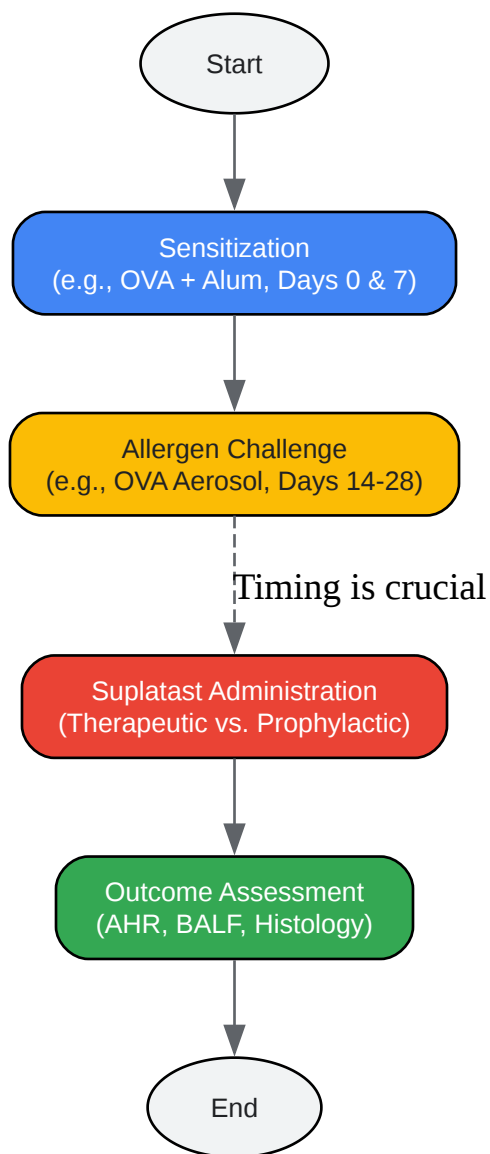 Start
Sensitization
(e.g., OVA + Alum, Days 0 & 7)
Allergen Challenge
(e.g., OVA Aerosol, Days 14-28)
Timing is crucial
Suplatast Administration
(Therapeutic vs. Prophylactic)
Outcome Assessment
(AHR, BALF, Histology)
End